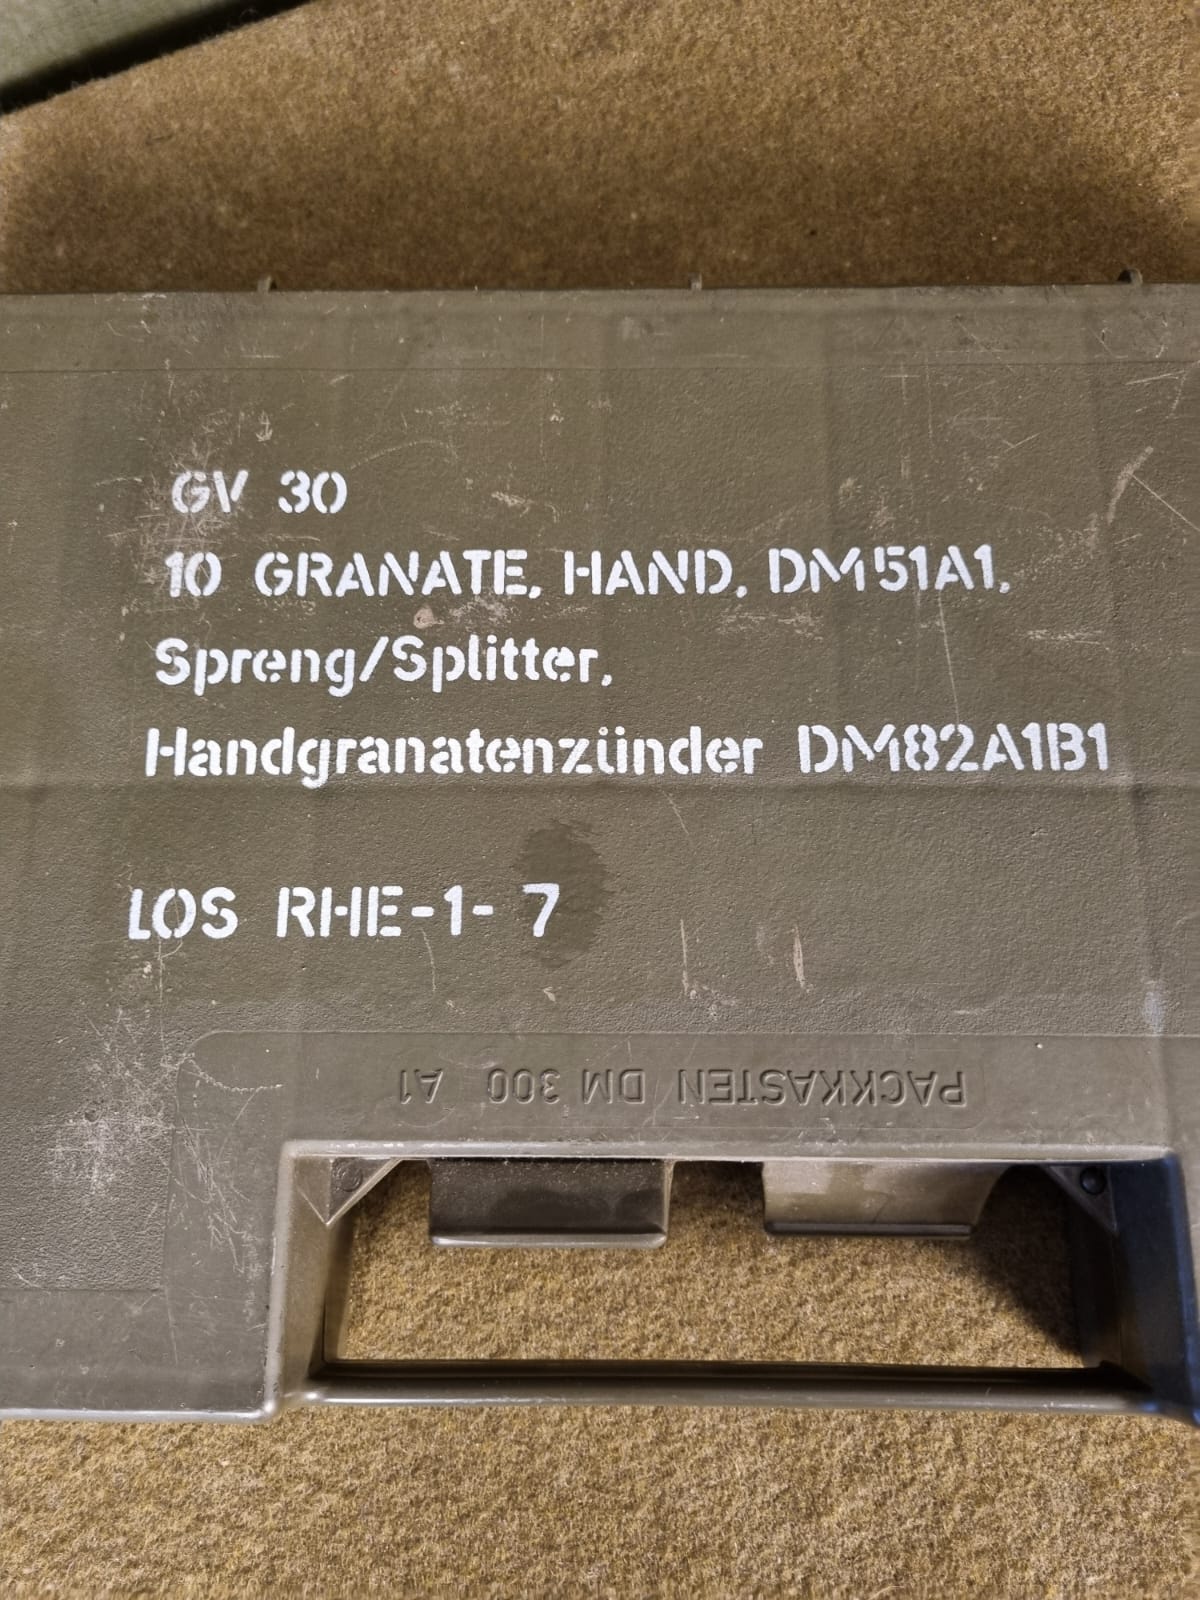 GV 30
10 GRANATE, HAND, DM51A1,
Spreng/Splitter,
Handgranatenzünder DM82A1B1
LOS RHE-1- 7
PACKKASTEN DM 300 A1